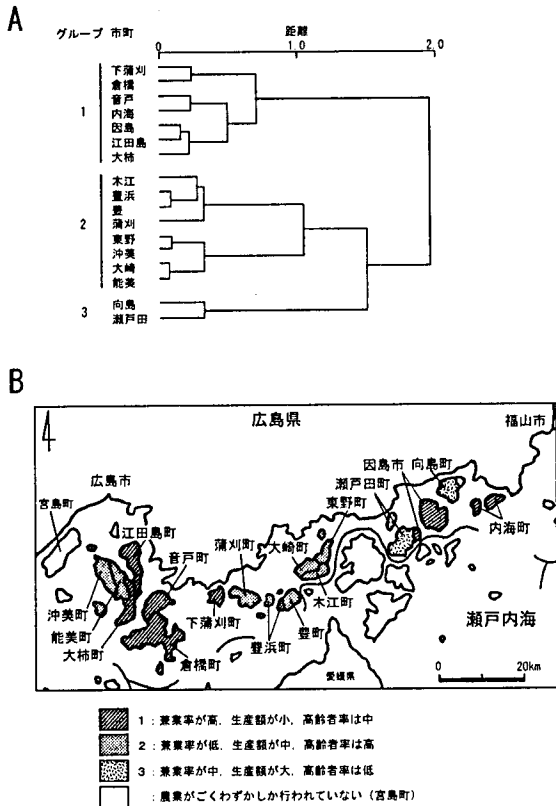 A
グループ 市町 距離
0 1.0 2.0
1
下蒲刈
倉橋
音戸
内海
因島
江田島
大柿
2
木江
豊浜
豊
蒲刈
東野
沖美
大崎
能美
3
向島
瀬戸田
B
広島県
福山市
広島市
因島市 向島町
瀬戸田町
宮島町
東野町
内海町
江田島町
音戸町
蒲刈町
大崎町
木江町
沖美町
下蒲刈町
豊町
瀬戸内海
能美町
豊浜町
大柿町
倉橋町
愛媛県
0 20km
1：兼業率が高，生産額が小，高齢者率は中
2：兼業率が低，生産額が中，高齢者率は高
3：兼業率が中，生産額が大，高齢者率は低
：農業がごくわずかしか行われていない（宮島町）